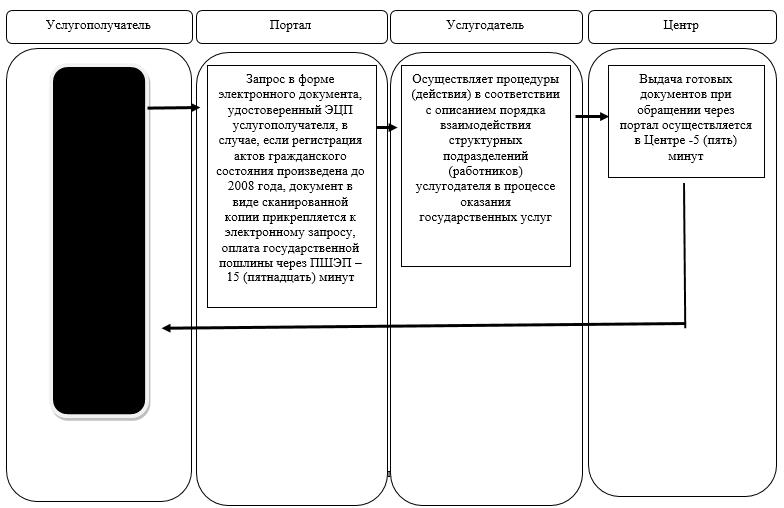 Услугополучатель
Портал
Услугодатель
Центр
Запрос в форме
электронного документа,
удостоверенный ЭЦП
услугополучателя, в
случае, если регистрация
актов гражданского
состояния произведена до
2008 года, документ в
виде сканированной
копии прикрепляется к
электронному запросу,
оплата государственной
пошлины через ПШЭП –
15 (пятнадцать) минут
Осуществляет процедуры
(действия) в соответствии
с описанием порядка
взаимодействия
структурных
подразделений
(работников)
услугодателя в процессе
оказания
государственных услуг
Выдача готовых
документов при
обращении через
портал осуществляется
в Центре -5 (пять)
минут